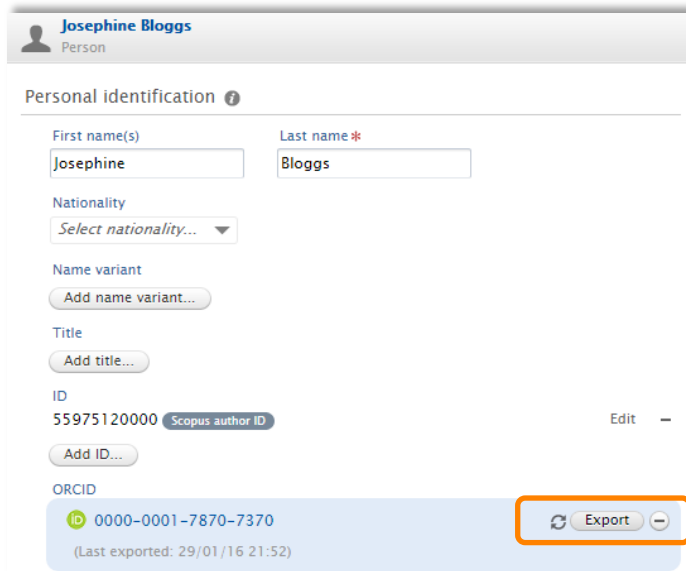 Josephine Bloggs
Person
Personal identification
First name(s) Last name *
Josephine Bloggs
Nationality
Select nationality...
Name variant
Add name variant...
Title
Add title...
ID
55975120000 Scopus author ID Edit
Add ID...
ORCID
iD 0000-0001-7870-7370 Export
(Last exported: 29/01/16 21:52)